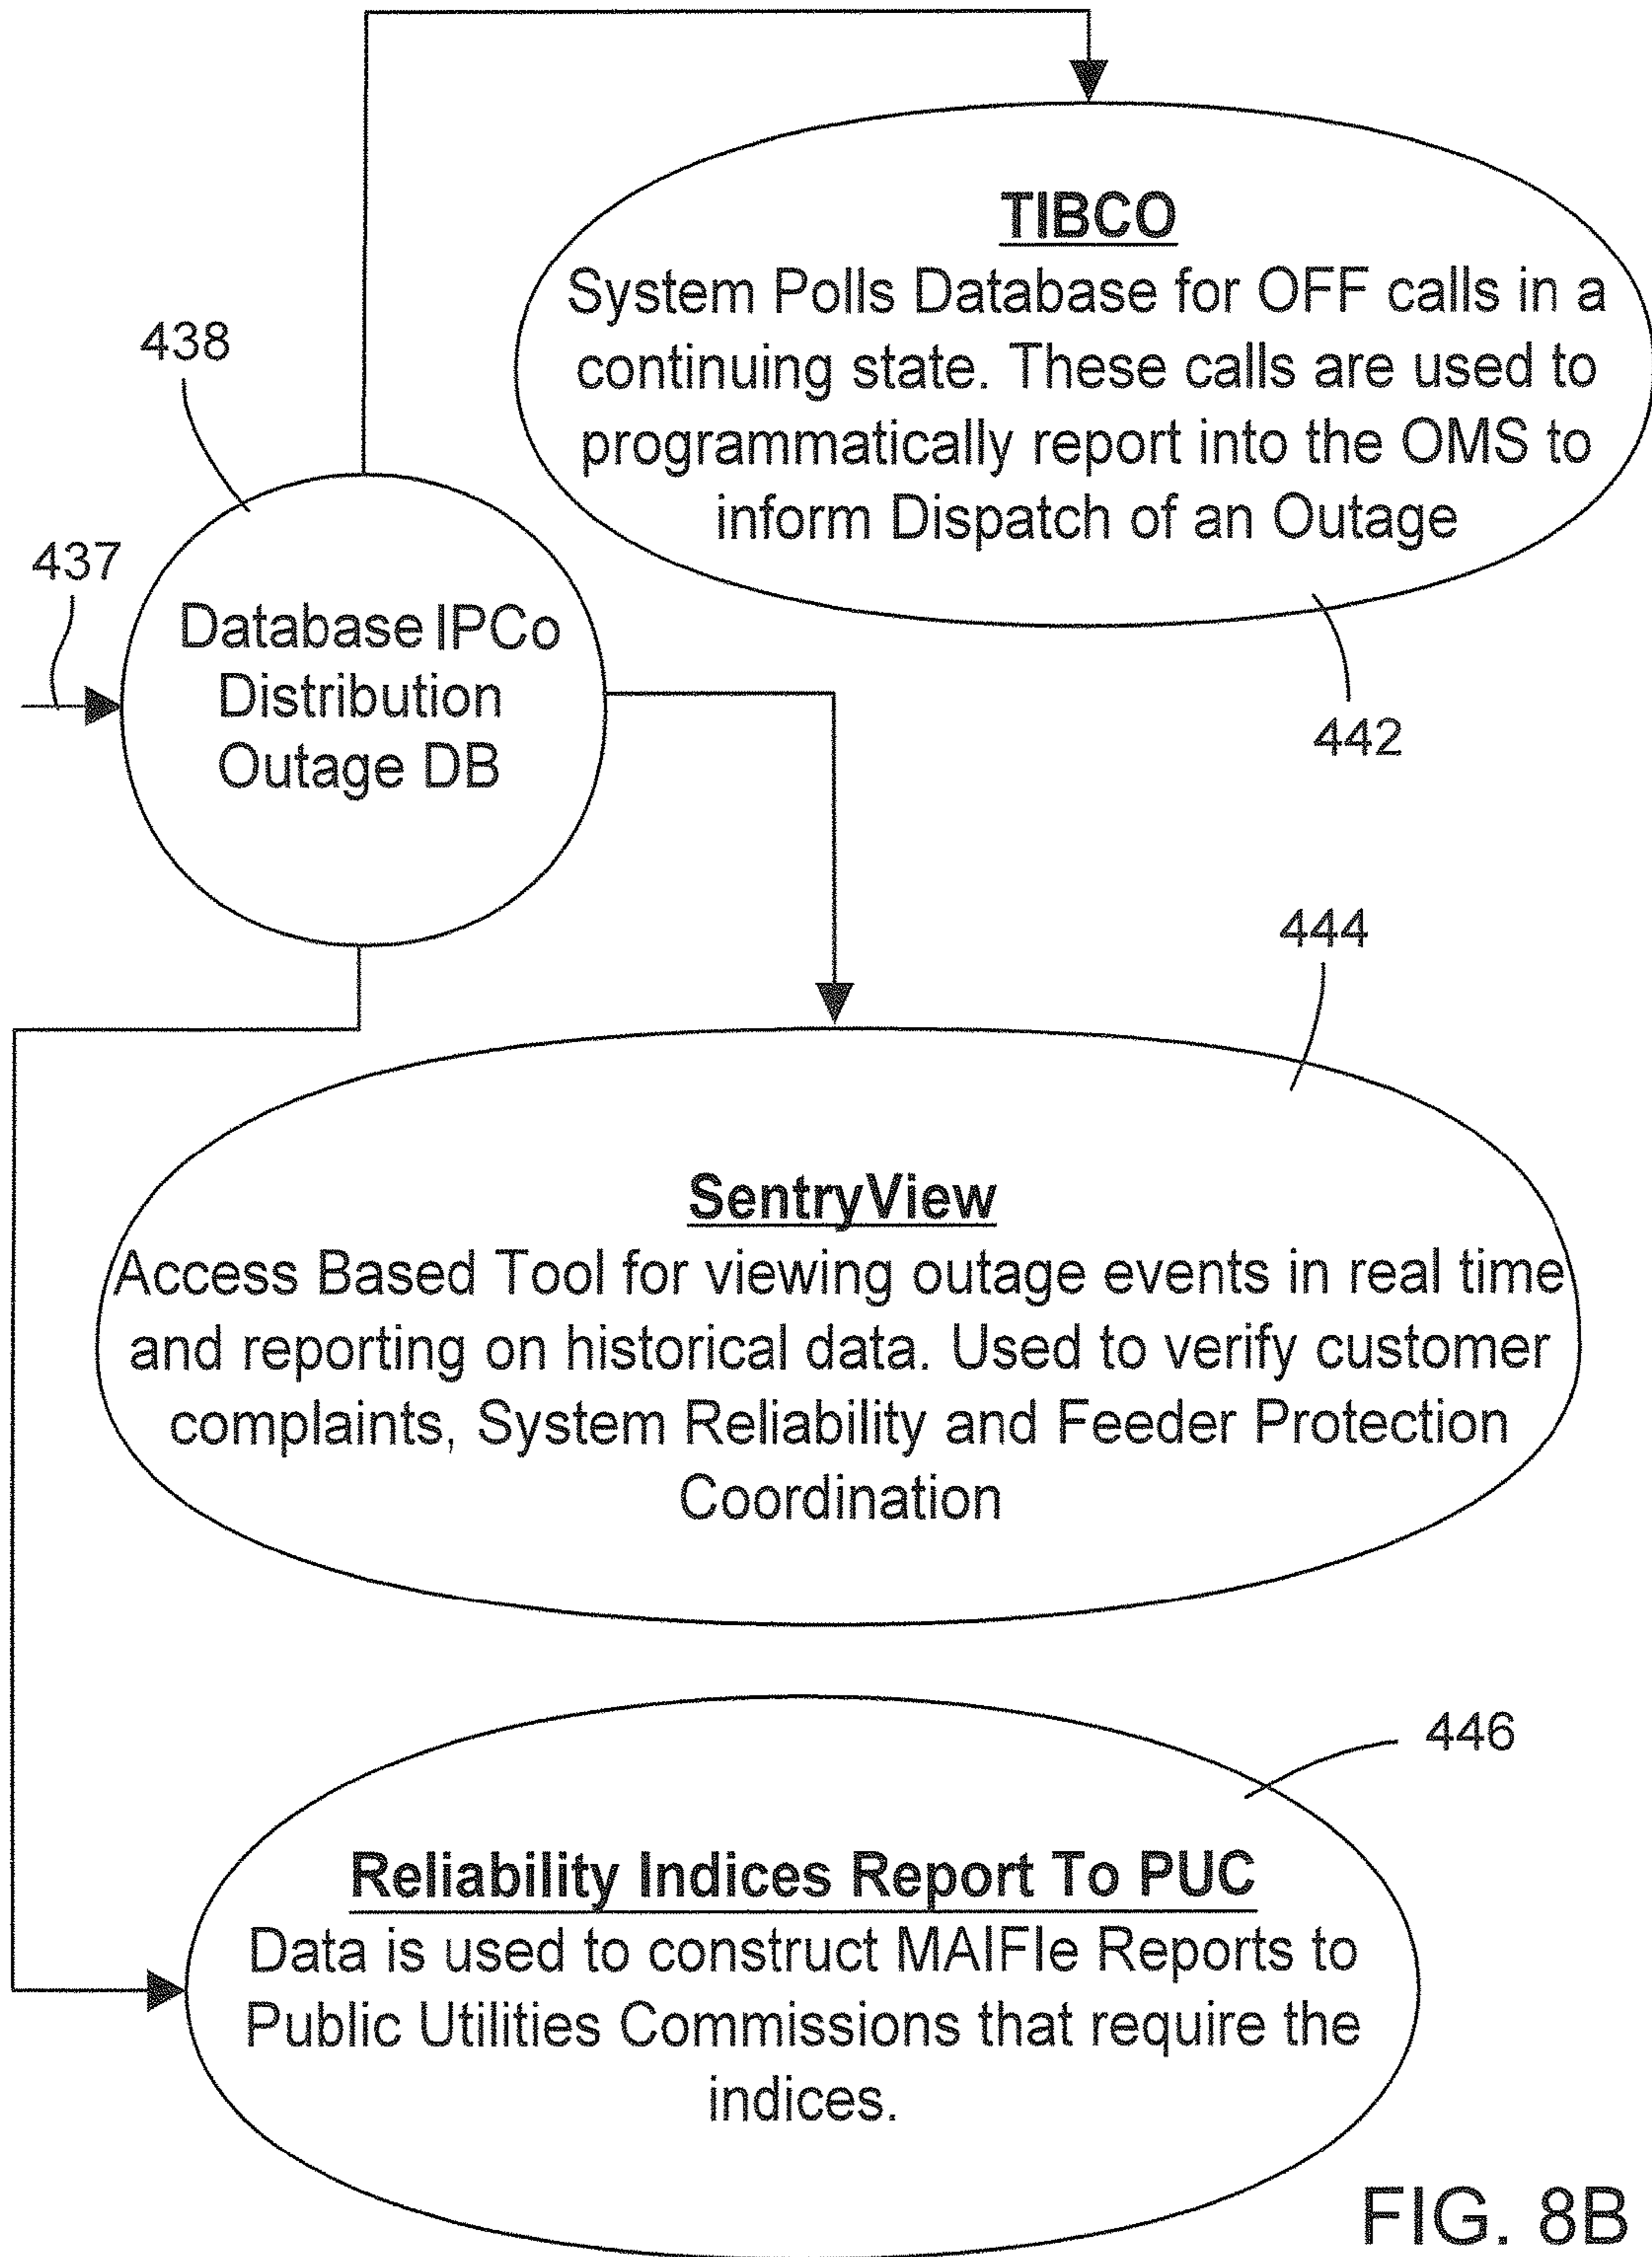 TIBCO
System Polls Database for OFF calls in a
continuing state. These calls are used to
programmatically report into the OMS to
inform Dispatch of an Outage
438
437
Database IPCo
Distribution
Outage DB
442
444
SentryView
Access Based Tool for viewing outage events in real time
and reporting on historical data. Used to verify customer
complaints, System Reliability and Feeder Protection
Coordination
446
Reliability Indices Report To PUC
Data is used to construct MAIFIe Reports to
Public Utilities Commissions that require the
indices.
FIG. 8B